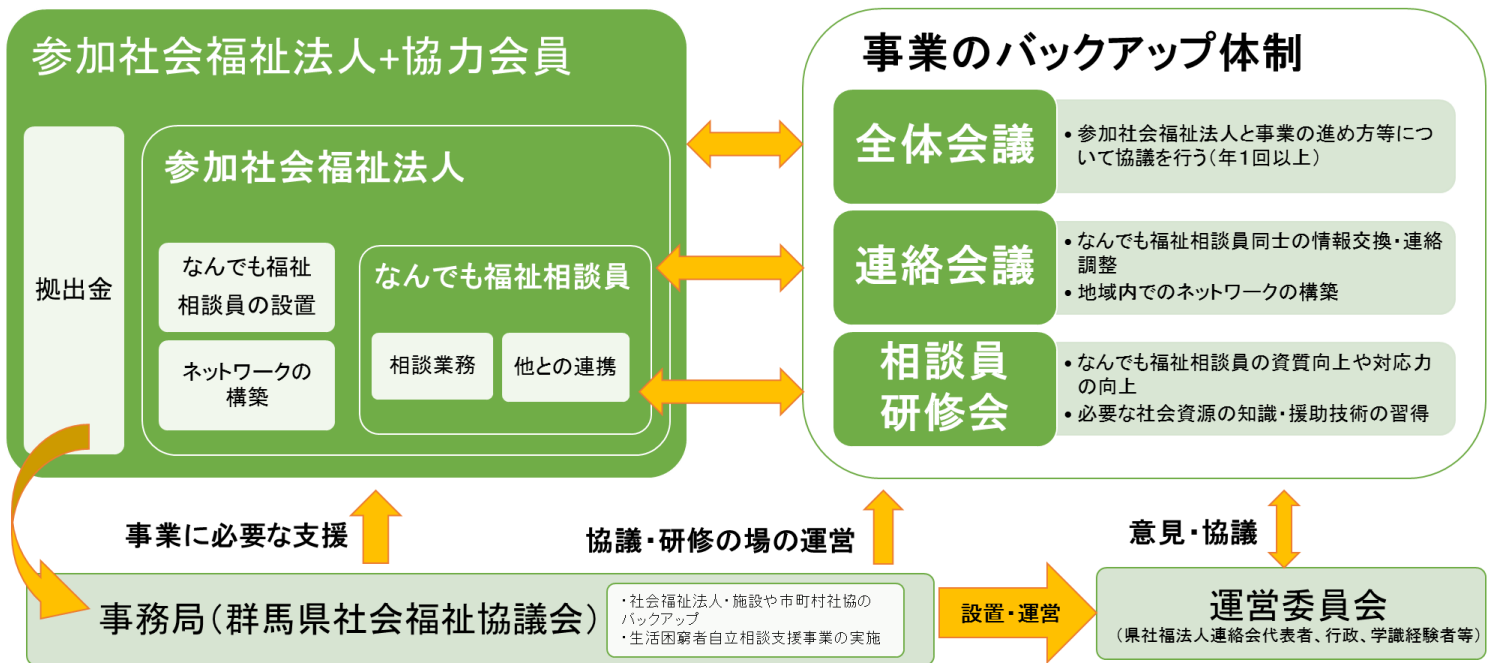 参加社会福祉法人+協力会員
拠出金
参加社会福祉法人
なんでも福祉
相談員の設置
ネットワークの
構築
なんでも福祉相談員
相談業務
他との連携
事業のバックアップ体制
全体会議
• 参加社会福祉法人と事業の進め方等につ
いて協議を行う(年1回以上)
連絡会議
• なんでも福祉相談員同士の情報交換・連絡
調整
• 地域内でのネットワークの構築
相談員
研修会
• なんでも福祉相談員の資質向上や対応力
の向上
• 必要な社会資源の知識・援助技術の習得
事業に必要な支援
協議・研修の場の運営
意見・協議
事務局(群馬県社会福祉協議会)
・社会福祉法人・施設や市町村社協の
バックアップ
・生活困窮者自立相談支援事業の実施
設置・運営
運営委員会
(県社福法人連絡会代表者、行政、学識経験者等)